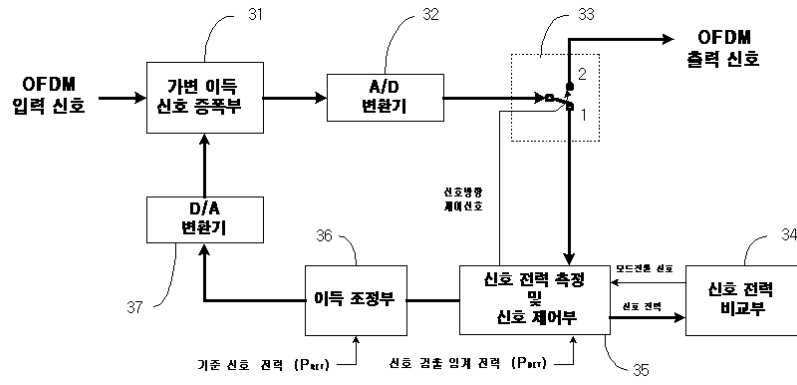 31
32
33
OFDM
입력 신호
가변 이득
신호 증폭부
A/D
변환기
2
1
OFDM
출력 신호
D/A
변환기
37
신호방향
제어신호
36
이득 조정부
신호 전력 측정
및
신호 제어부
35
모드전환 신호
신호 전력
34
신호 전력
비교부
기준 신호 전력 (PREF)
신호 검출 임계 전력 (PDET)